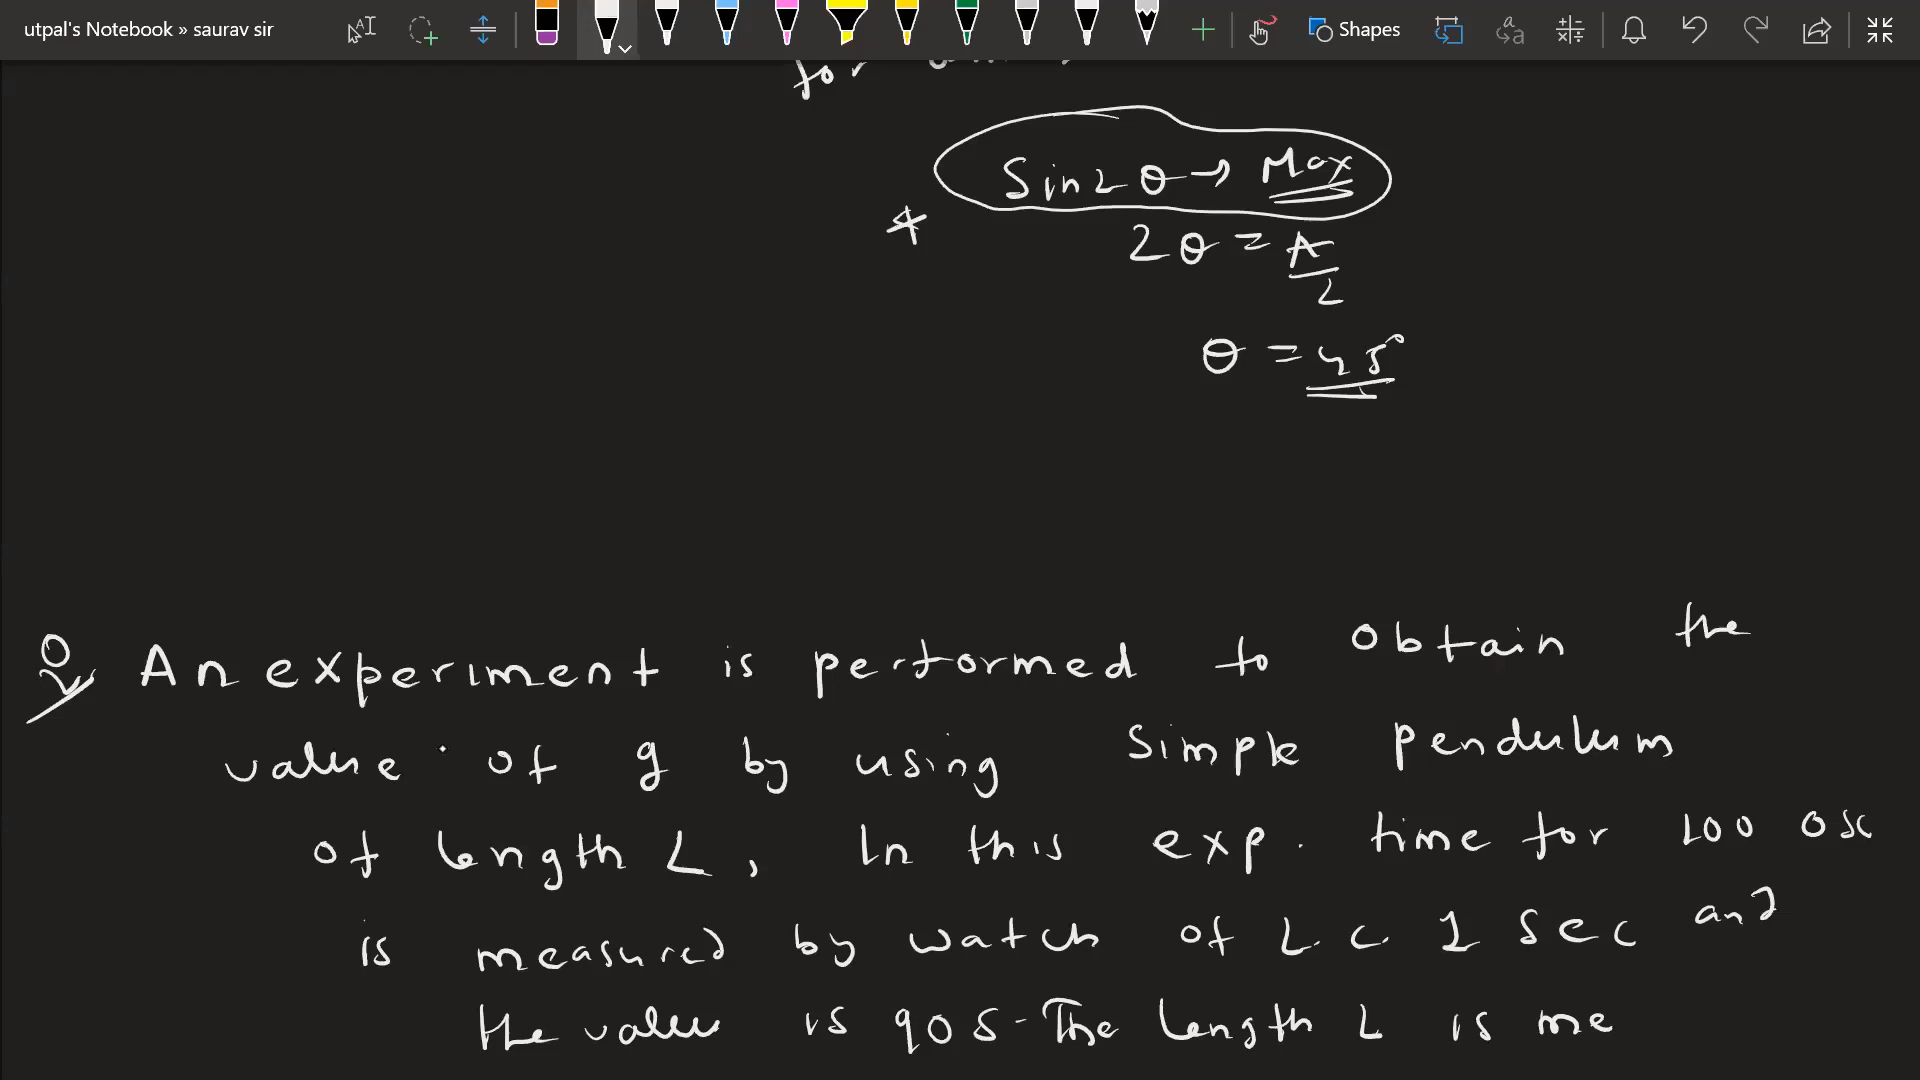 utpal's Notebook » saurav sir
Shapes
for
Sin2θ → Max
2θ = π/2
θ = 45°
Q An experiment is performed to obtain the
value of g by using simple pendulum
of length L, In this exp. time for 100 osc
is measured by watch of L.C. 1 sec and
the value is 90 s. The length L is me